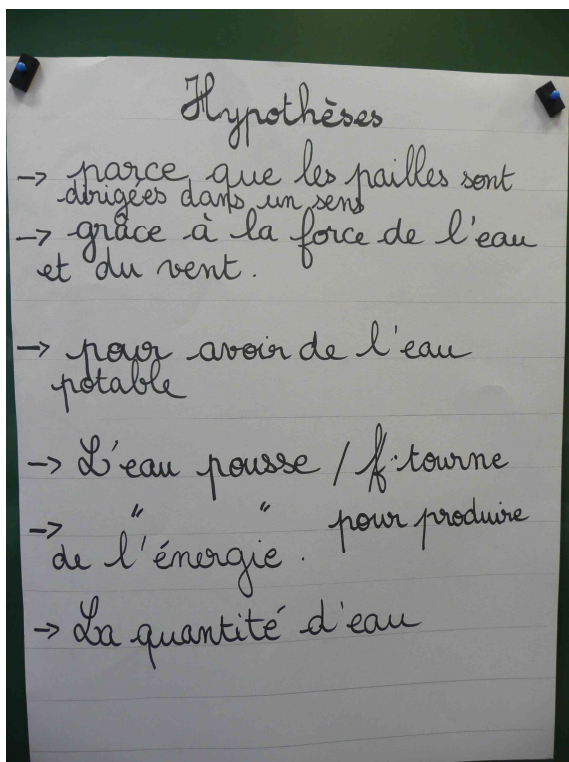 Hypothèses
→ parce que les pailles sont
dirigées dans un sens
→ grâce à la force de l'eau
et du vent.
→ pour avoir de l'eau
potable
→ L'eau pousse / f. tourne
→ " " pour produire
de l'énergie.
→ La quantité d'eau